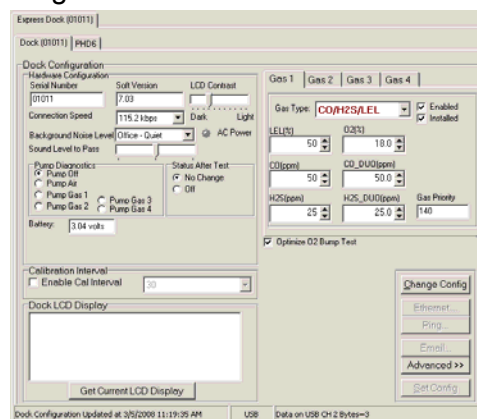 Express Dock (01011)
Dock (01011) PHD6
Dock Configuration
Hardware Configuration
Serial Number Soft Version LCD Contrast
01011 7.03
Connection Speed 115.2 kbps Dark Light
Background Noise Level Office - Quiet AC Power
Sound Level to Pass
Pump Diagnostics Status After Test
Pump Off No Change
Pump Air Off
Pump Gas 1 Pump Gas 3
Pump Gas 2 Pump Gas 4
Battery: 3.04 volts
Calibration Interval
Enable Cal Interval 30
Dock LCD Display
Get Current LCD Display
Gas 1 Gas 2 Gas 3 Gas 4
Gas Type: CO/H2S/LEL Enabled
Installed
LEL(%) O2(%)
50 18.0
CO(ppm) CO_DUO(ppm)
50 50.0
H2S(ppm) H2S_DUO(ppm) Gas Priority
25 25.0 140
Optimize O2 Bump Test
Change Config
Ethernet...
Ping...
Email...
Advanced >>
Get Config
Dock Configuration Updated at 3/5/2008 11:19:35 AM USB Data on USB CH 2 Bytes=3